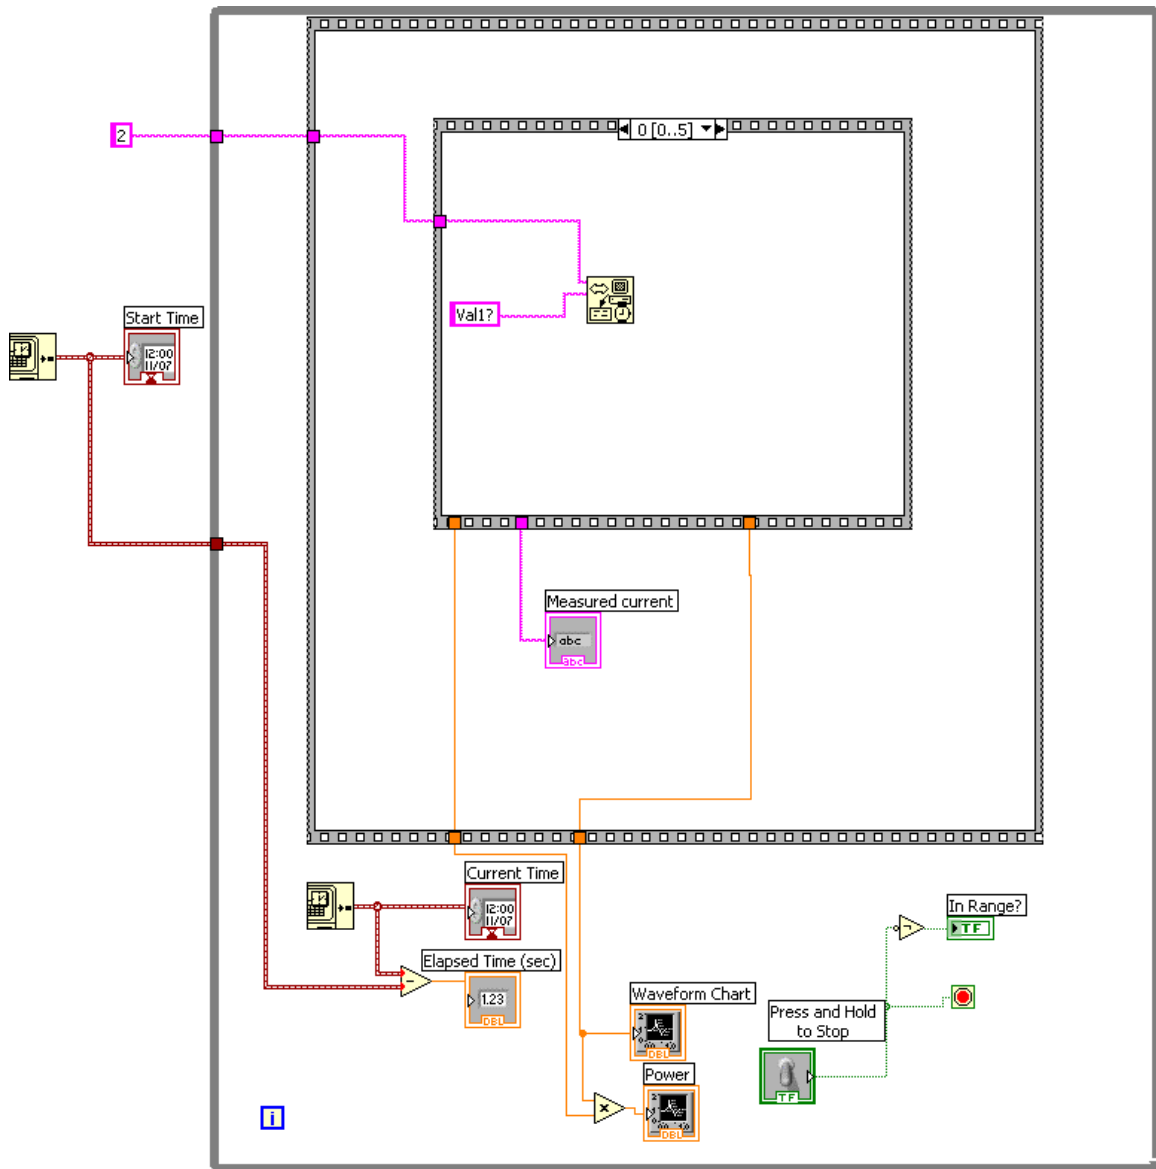 0 [0..5]
2
Val1?
Start Time
12:00
11/07
Measured current
abc
abc
Current Time
12:00
11/07
Elapsed Time (sec)
1.23
DBL
In Range?
TF
Waveform Chart
DBL
Press and Hold
to Stop
TF
Power
DBL
i